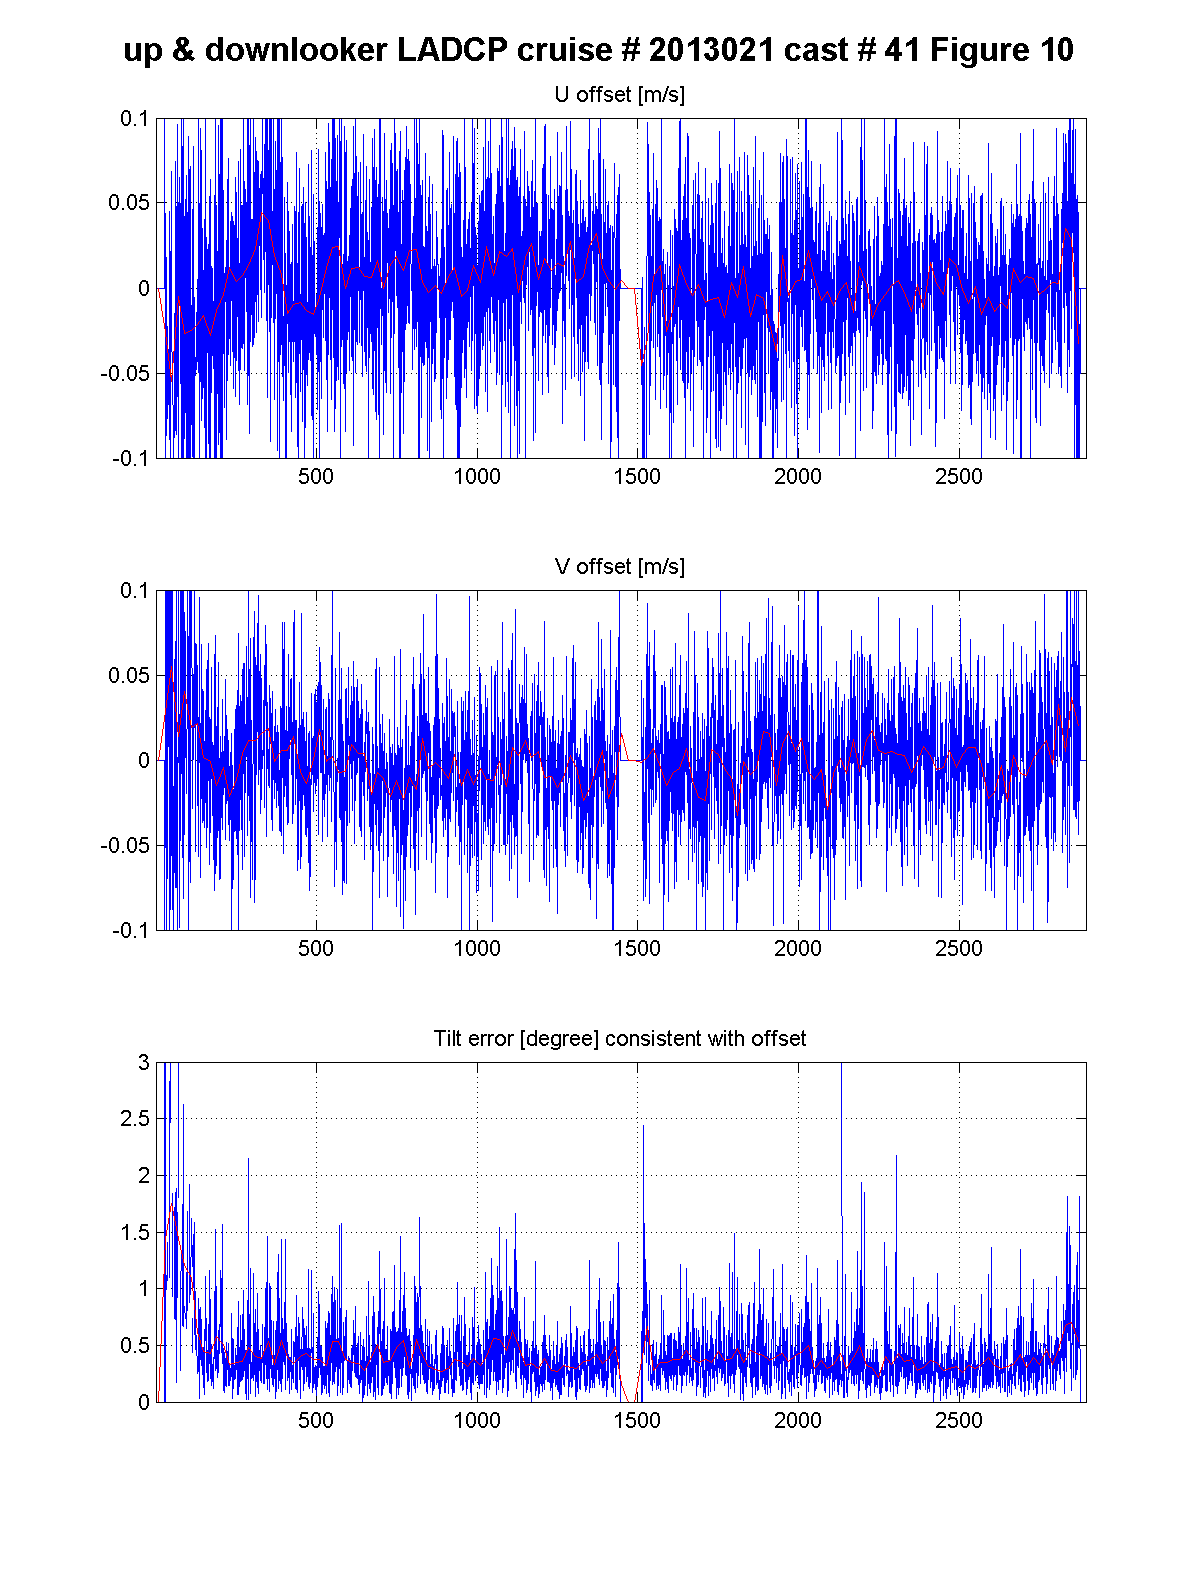 up & downlooker LADCP cruise # 2013021 cast # 41 Figure 10
U offset [m/s]
0.1
0.05
0
-0.05
-0.1
500 1000 1500 2000 2500
V offset [m/s]
0.1
0.05
0
-0.05
-0.1
500 1000 1500 2000 2500
Tilt error [degree] consistent with offset
3
2.5
2
1.5
1
0.5
0
500 1000 1500 2000 2500